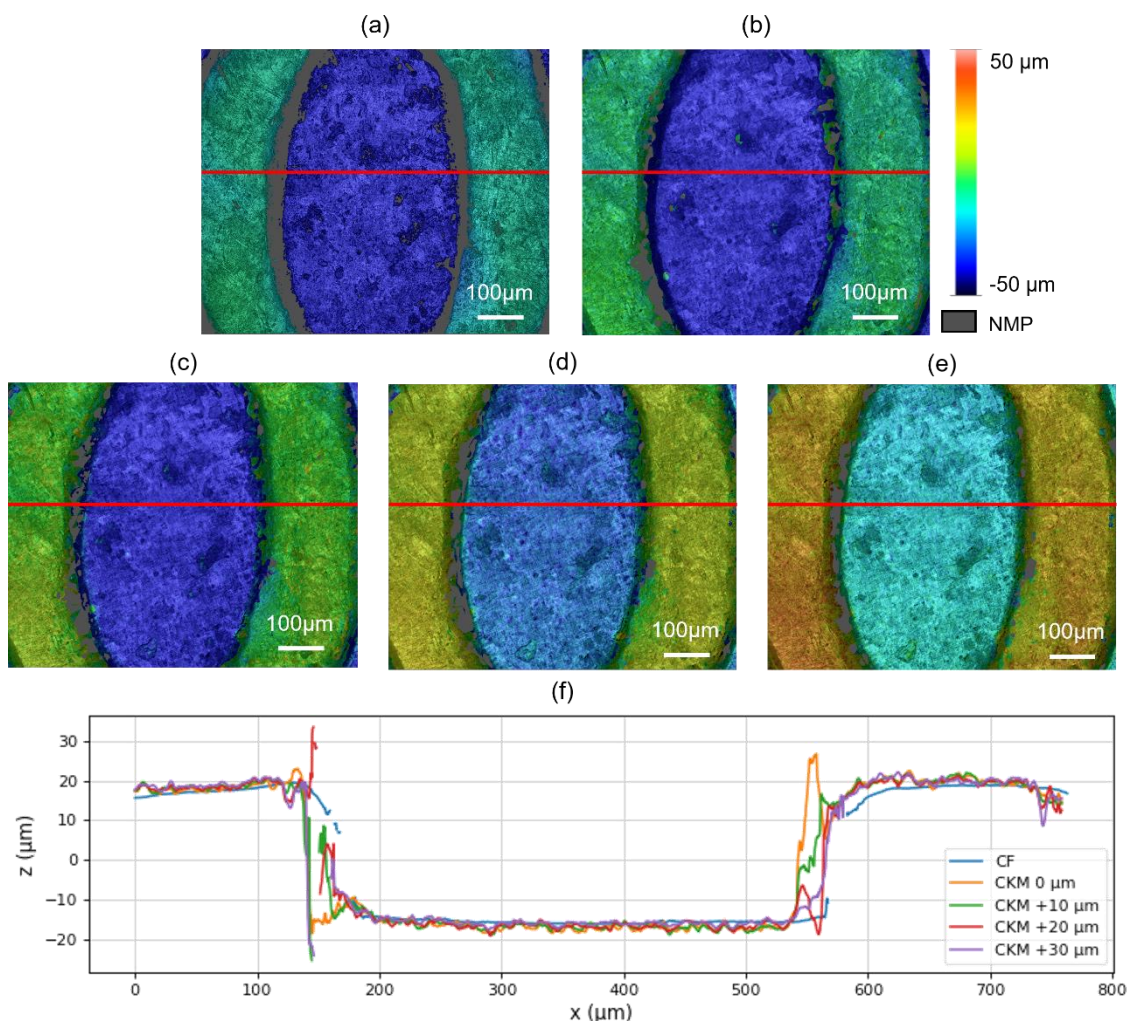 (a)
(b)
50 µm
-50 µm
NMP
100µm
100µm
(c)
(d)
(e)
100µm
100µm
100µm
(f)
30
20
10
0
−10
−20
z (µm)
CF
CKM 0 µm
CKM +10 µm
CKM +20 µm
CKM +30 µm
0 100 200 300 400 500 600 700 800
x (µm)